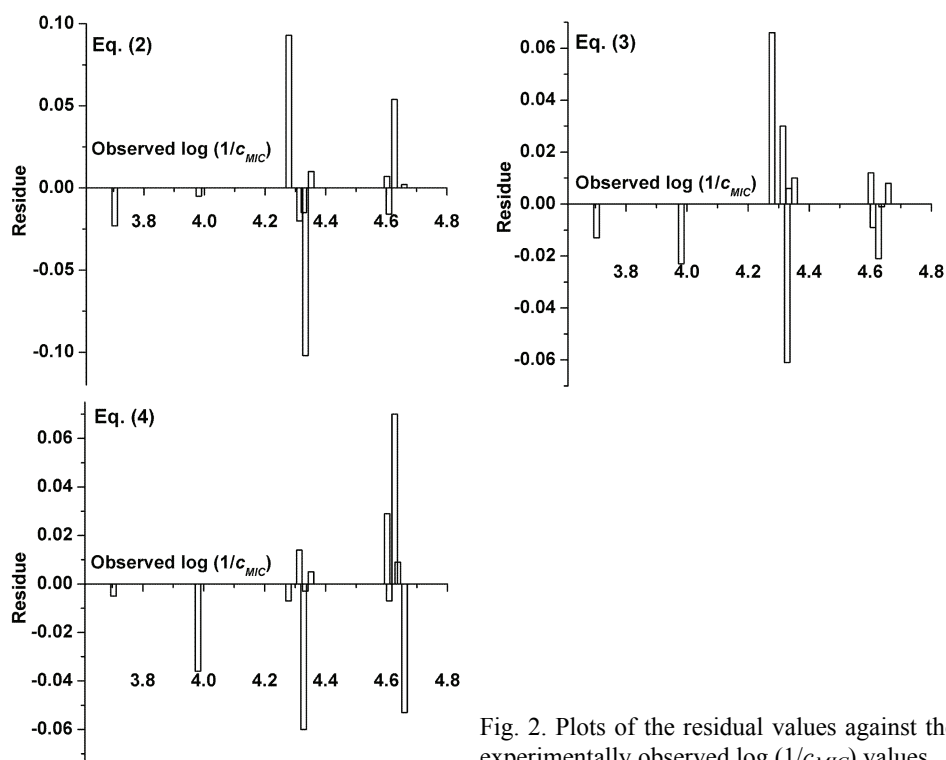 0.10
Eq. (2)
0.05
Observed log (1/c_MIC)
0.00
3.8 4.0 4.2 4.4 4.6 4.8
-0.05
-0.10
Residue
0.06
Eq. (3)
0.04
0.02
Observed log (1/c_MIC)
0.00
-0.02
3.8 4.0 4.2 4.4 4.6 4.8
-0.04
-0.06
Residue
Eq. (4)
0.06
0.04
0.02
Observed log (1/c_MIC)
0.00
-0.02
3.8 4.0 4.2 4.4 4.6 4.8
-0.04
-0.06
Residue
Fig. 2. Plots of the residual values against the
experimentally observed log (1/c_MIC) values